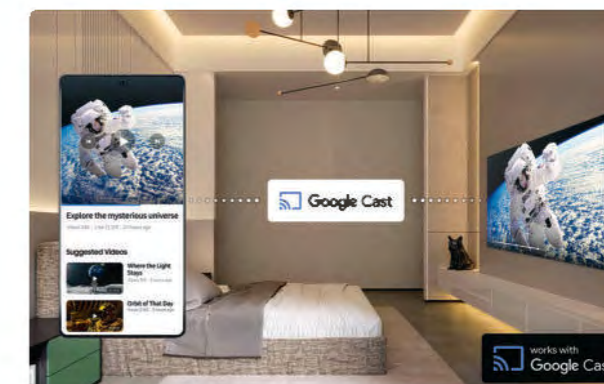 Explore the mysterious universe
Suggested Videos
Where the Light
Stays
Orbit of That Day
Google Cast
works with
Google Cas